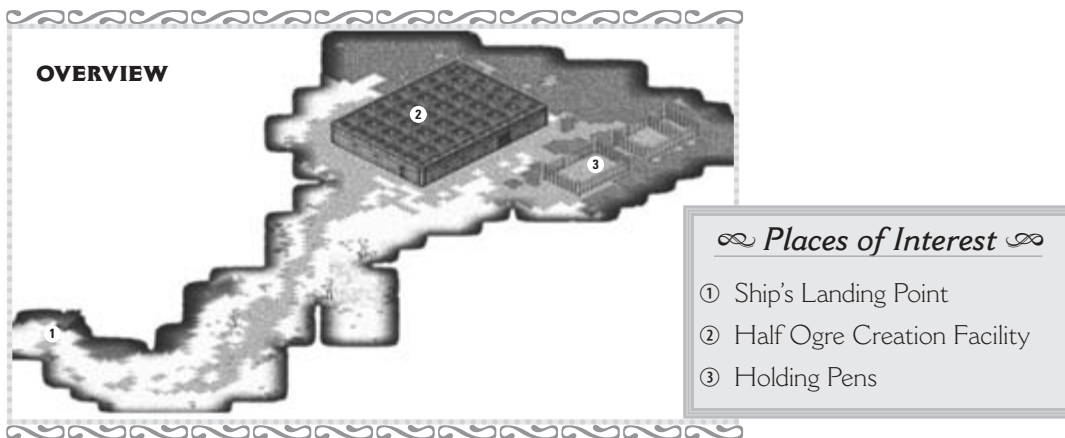 OVERVIEW
2
3
1
Places of Interest
① Ship's Landing Point
② Half Ogre Creation Facility
③ Holding Pens